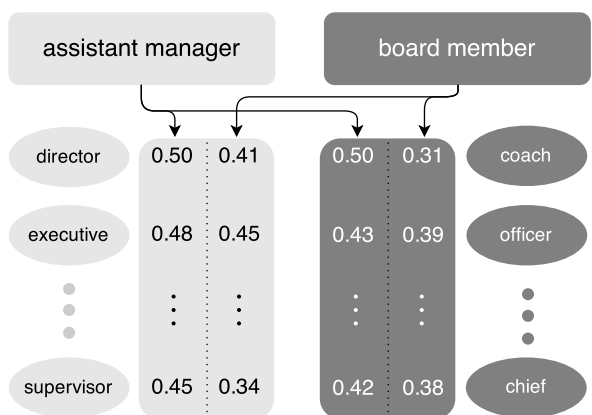 assistant manager board member
director 0.50 0.41 0.50 0.31 coach
executive 0.48 0.45 0.43 0.39 officer
supervisor 0.45 0.34 0.42 0.38 chief